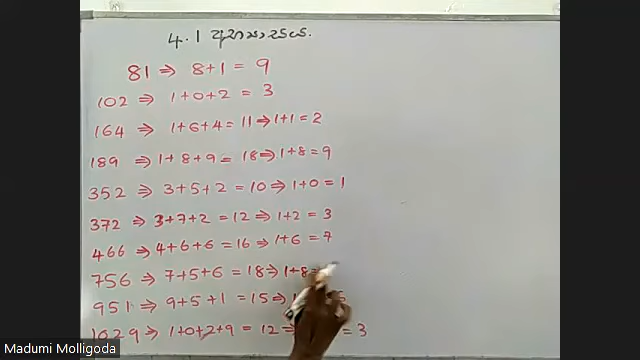 4.1 අභ්‍යාසය.
81 ⇒ 8+1 = 9
102 ⇒ 1+0+2 = 3
164 ⇒ 1+6+4 = 11 ⇒ 1+1 = 2
189 ⇒ 1+8+9 = 18 ⇒ 1+8 = 9
352 ⇒ 3+5+2 = 10 ⇒ 1+0 = 1
372 ⇒ 3+7+2 = 12 ⇒ 1+2 = 3
466 ⇒ 4+6+6 = 16 ⇒ 1+6 = 7
756 ⇒ 7+5+6 = 18 ⇒ 1+8 =
951 ⇒ 9+5+1 = 15 ⇒ 1
1029 ⇒ 1+0+2+9 = 12 ⇒ = 3
Madumi Molligoda